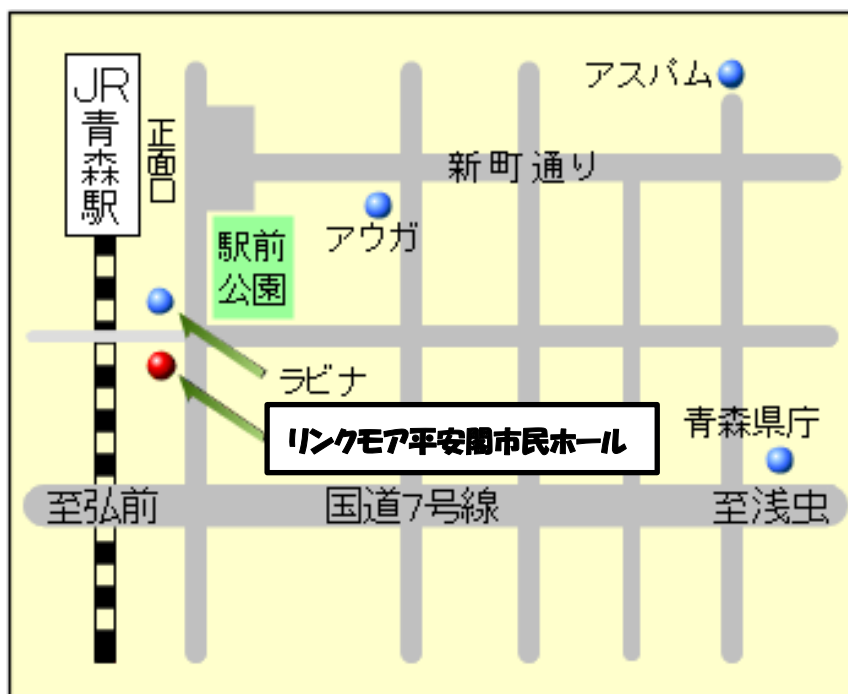 JR
青森駅
正面口
アスパム
新町通り
アウガ
駅前
公園
ラビナ
リンクモア平安閣市民ホール
青森県庁
至弘前
国道7号線
至浅虫